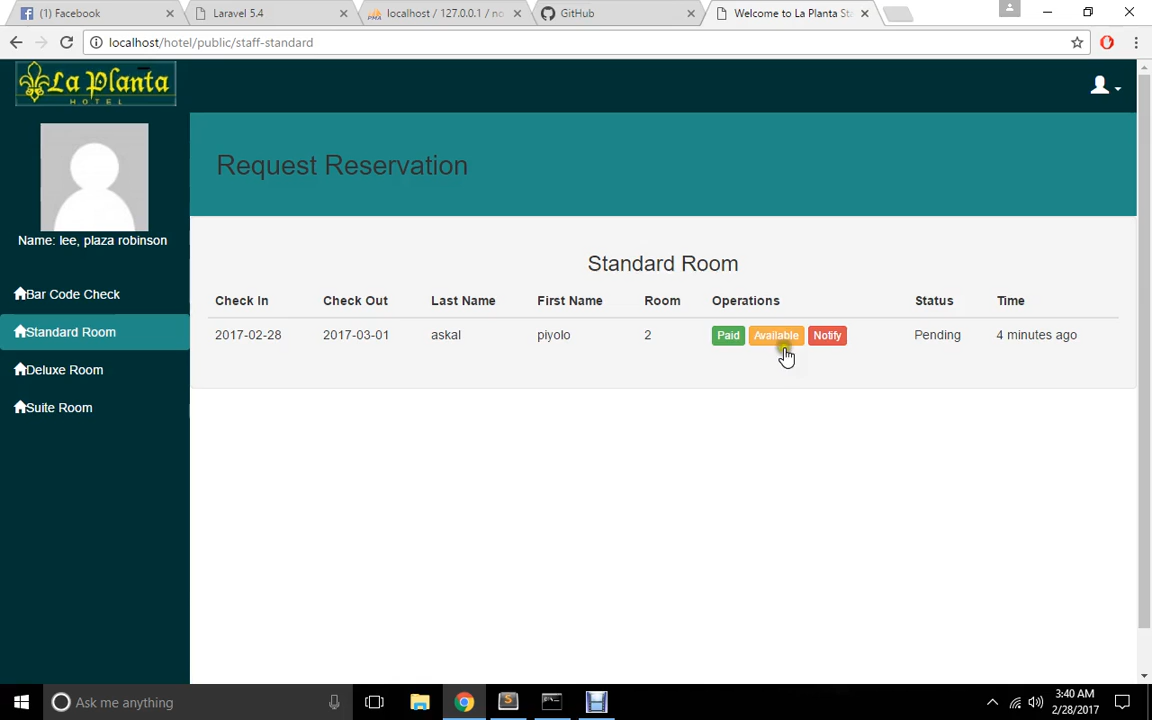 (1) Facebook
Laravel 5.4
localhost / 127.0.0.1 / no
GitHub
Welcome to La Planta Sta
localhost/hotel/public/staff-standard
La Planta
HOTEL
Request Reservation
Name: lee, plaza robinson
Bar Code Check
Standard Room
Deluxe Room
Suite Room
Standard Room
Check In Check Out Last Name First Name Room Operations Status Time
2017-02-28 2017-03-01 askal piyolo 2 Paid Available Notify Pending 4 minutes ago
Ask me anything
3:40 AM
2/28/2017